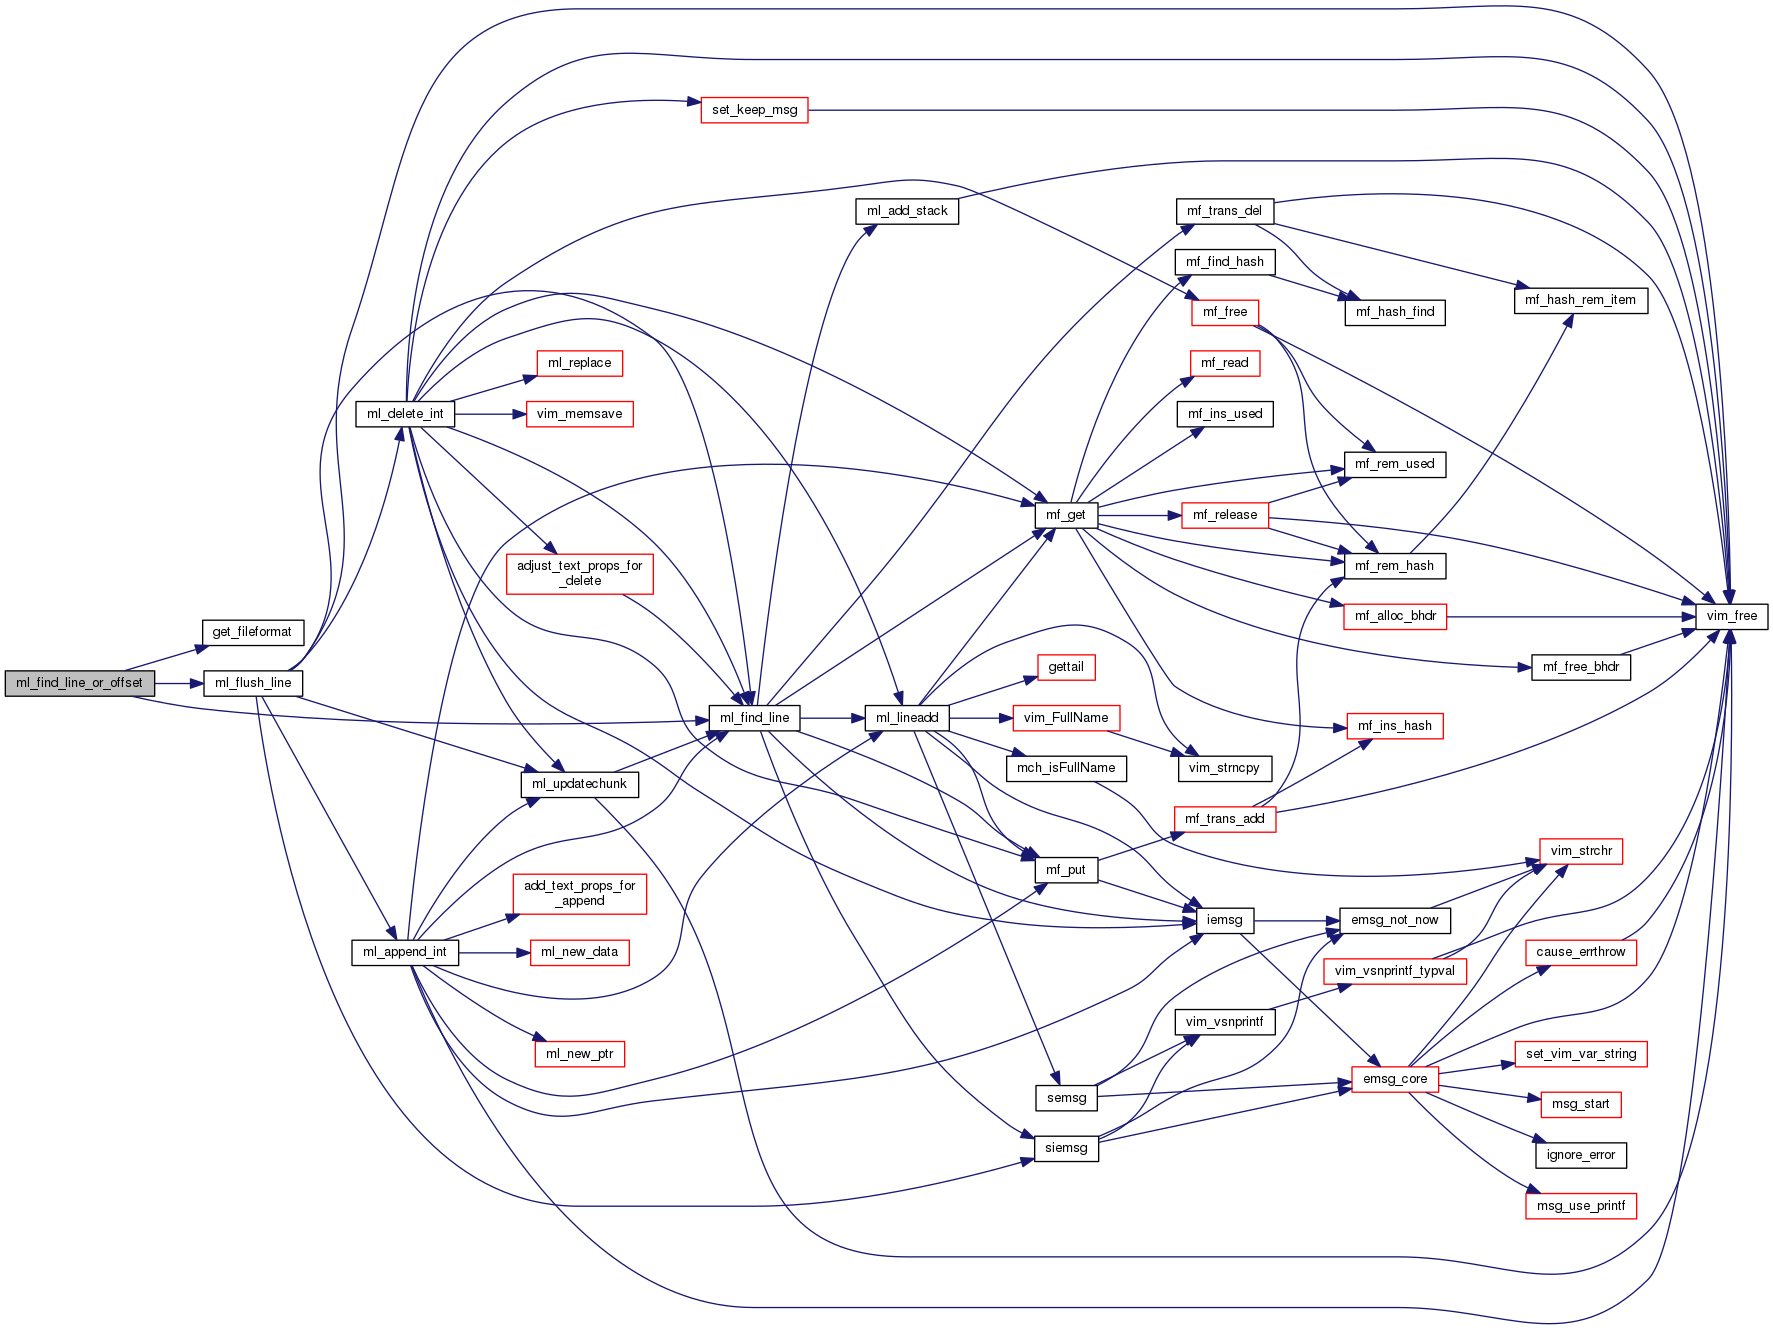 ml_find_line_or_offset
get_fileformat
ml_flush_line
ml_delete_int
ml_append_int
set_keep_msg
ml_replace
vim_memsave
adjust_text_props_for
_delete
ml_updatechunk
add_text_props_for
_append
ml_new_data
ml_new_ptr
ml_find_line
ml_add_stack
ml_lineadd
mf_get
gettail
vim_FullName
mch_isFullName
mf_put
semsg
siemsg
mf_trans_del
mf_find_hash
mf_free
mf_read
mf_ins_used
mf_release
vim_strncpy
mf_trans_add
iemsg
vim_vsnprintf
mf_hash_find
mf_rem_used
mf_rem_hash
mf_alloc_bhdr
mf_ins_hash
emsg_not_now
vim_vsnprintf_typval
emsg_core
mf_hash_rem_item
mf_free_bhdr
vim_strchr
cause_errthrow
set_vim_var_string
msg_start
ignore_error
msg_use_printf
vim_free